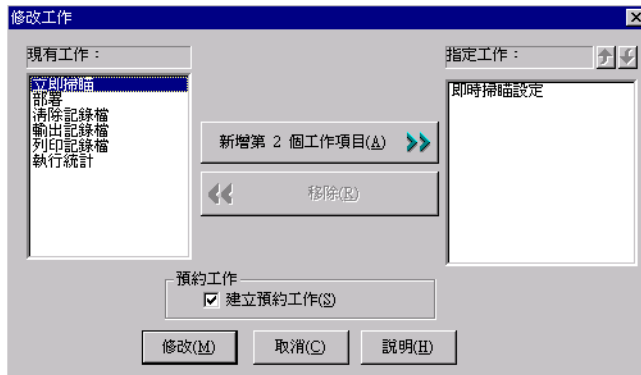 修改工作
現有工作：
立即掃瞄
部署
清除記錄檔
輸出記錄檔
列印記錄檔
執行統計
新增第 2 個工作項目(A)
移除(R)
指定工作：
即時掃瞄設定
預約工作
建立預約工作(S)
修改(M)
取消(C)
說明(H)